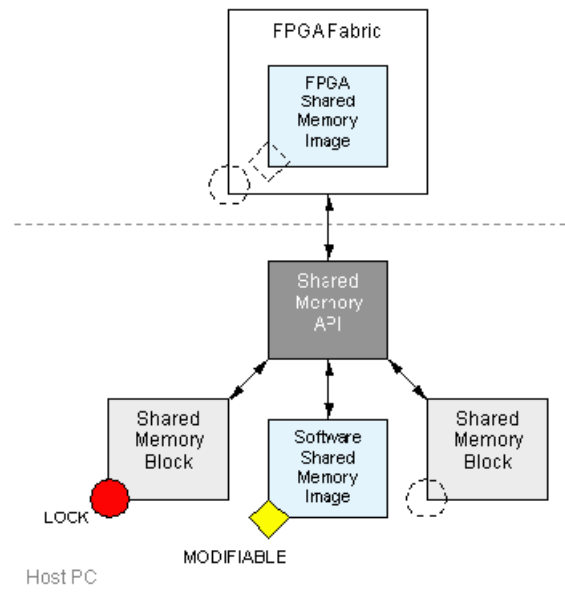 FPGA Fabric
FPGA
Shared
Memory
Image
Shared
Memory
API
Shared
Memory
Block
Software
Shared
Memory
Image
Shared
Memory
Block
LOCK
MODIFIABLE
Host PC